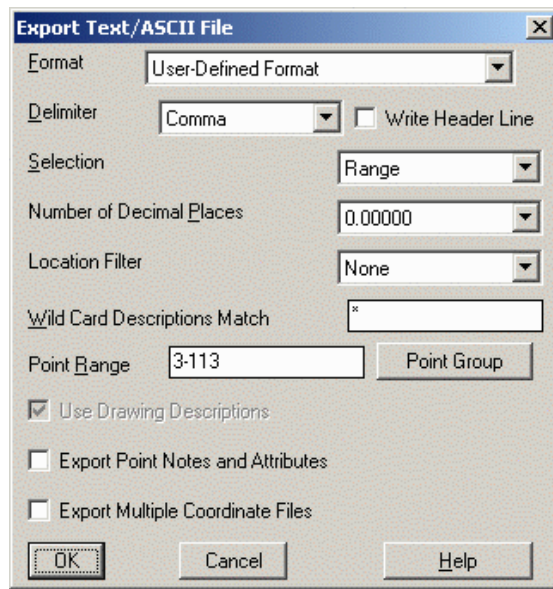 Export Text/ASCII File
Format User-Defined Format
Delimiter Comma Write Header Line
Selection Range
Number of Decimal Places 0.00000
Location Filter None
Wild Card Descriptions Match *
Point Range 3-113 Point Group
Use Drawing Descriptions
Export Point Notes and Attributes
Export Multiple Coordinate Files
OK Cancel Help